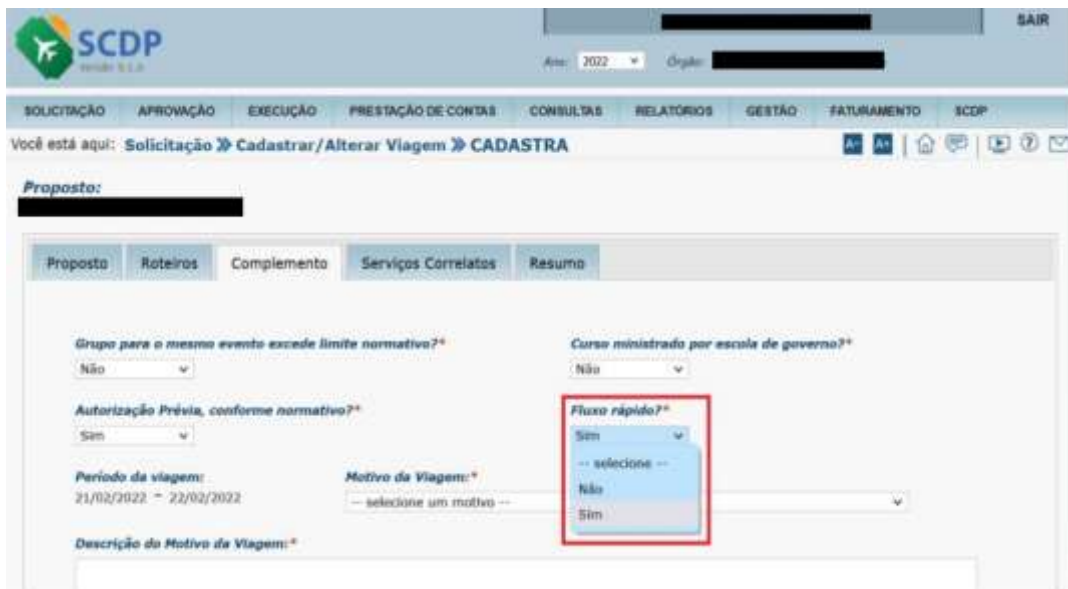 SCDP
SAIR
Ano: 2022 Órgão:
SOLICITAÇÃO APROVAÇÃO EXECUÇÃO PRESTAÇÃO DE CONTAS CONSULTAS RELATÓRIOS GESTÃO FATURAMENTO SCDP
Você está aqui: Solicitação Cadastrar/Alterar Viagem CADASTRA
Proposto:
Proposto Roteiros Complemento Serviços Correlatos Resumo
Grupo para o mesmo evento excede limite normativo?* Curso ministrado por escola de governo?*
Não Não
Autorização Prévia, conforme normativo?* Fluxo rápido?*
Sim Sim
-- selecione --
Não
Sim
Período da viagem: Motivo da Viagem:*
21/02/2022 - 22/02/2022 -- selecione um motivo --
Descrição do Motivo da Viagem:*